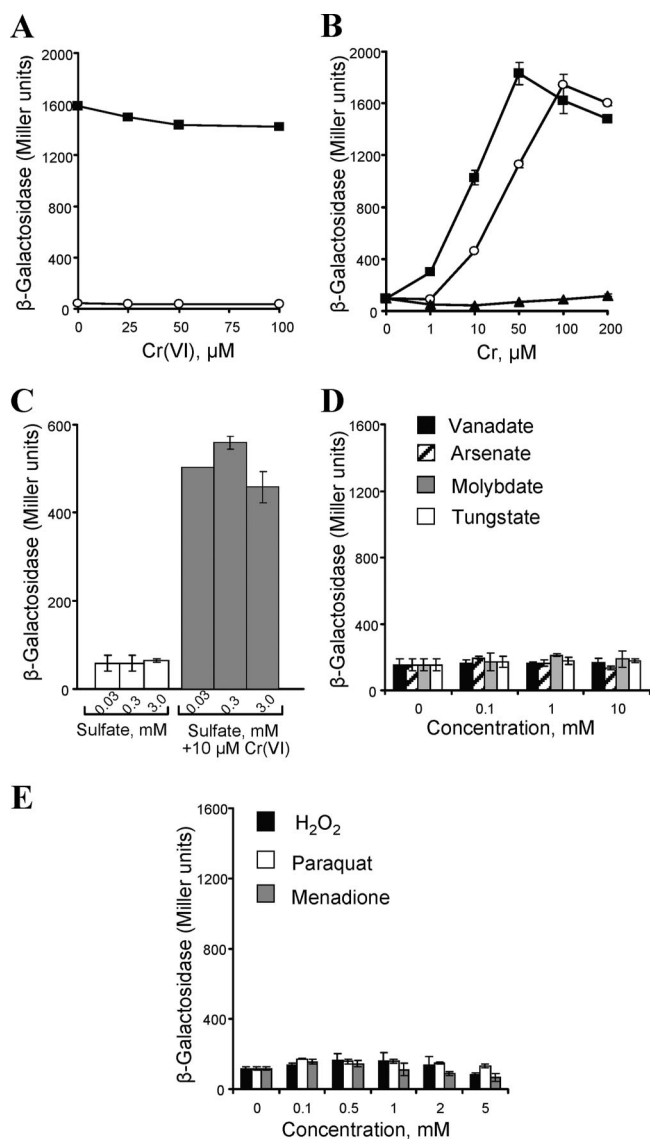 A
β-Galactosidase (Miller units)
2000
1600
1200
800
400
0
0 25 50 75 100
Cr(VI), µM
B
β-Galactosidase (Miller units)
2000
1600
1200
800
400
0
0 1 10 50 100 200
Cr, µM
C
β-Galactosidase (Miller units)
600
400
200
0
0.03 0.3 3.0 0.03 0.3 3.0
Sulfate, mM
Sulfate, mM
+10 µM Cr(VI)
D
β-Galactosidase (Miller units)
1600
1200
800
400
0
Vanadate
Arsenate
Molybdate
Tungstate
0 0.1 1 10
Concentration, mM
E
β-Galactosidase (Miller units)
1600
1200
800
400
0
H₂O₂
Paraquat
Menadione
0 0.1 0.5 1 2 5
Concentration, mM